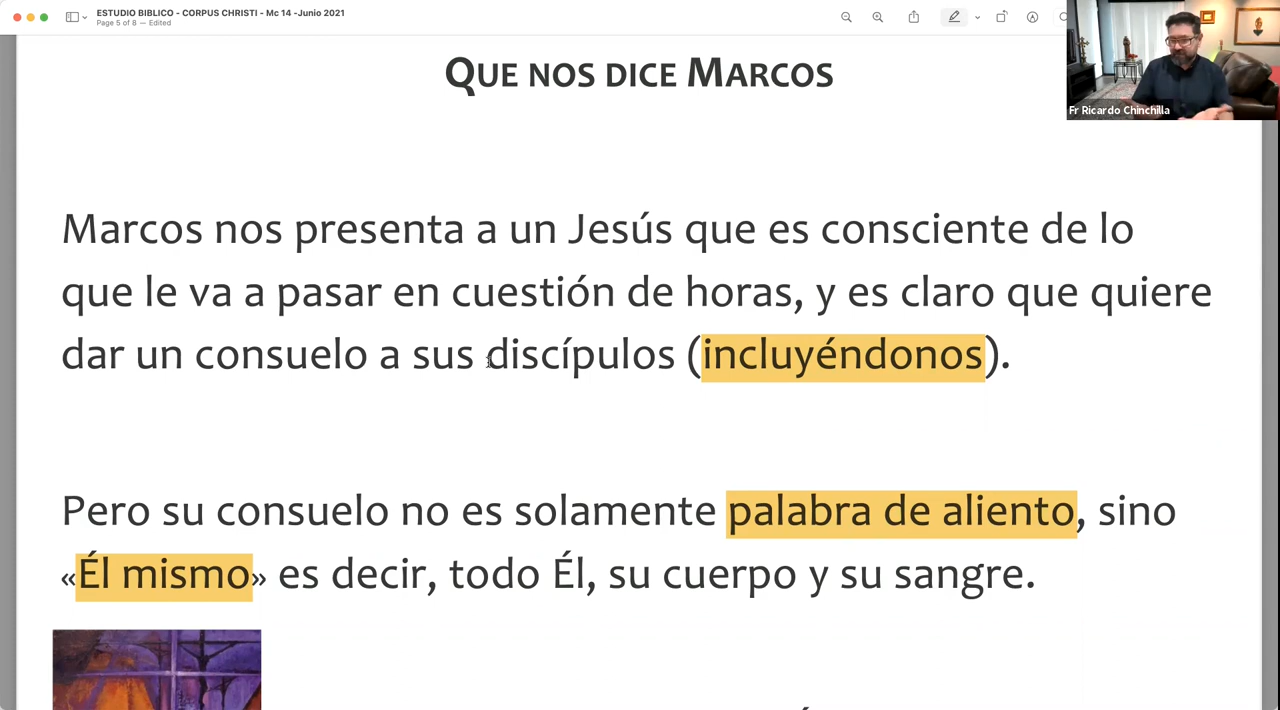 ESTUDIO BIBLICO - CORPUS CHRISTI - Mc 14 -Junio 2021
Page 5 of 8 — Edited
Fr Ricardo Chinchilla
QUE NOS DICE MARCOS
Marcos nos presenta a un Jesús que es consciente de lo
que le va a pasar en cuestión de horas, y es claro que quiere
dar un consuelo a sus discípulos (incluyéndonos).
Pero su consuelo no es solamente palabra de aliento, sino
«Él mismo» es decir, todo Él, su cuerpo y su sangre.